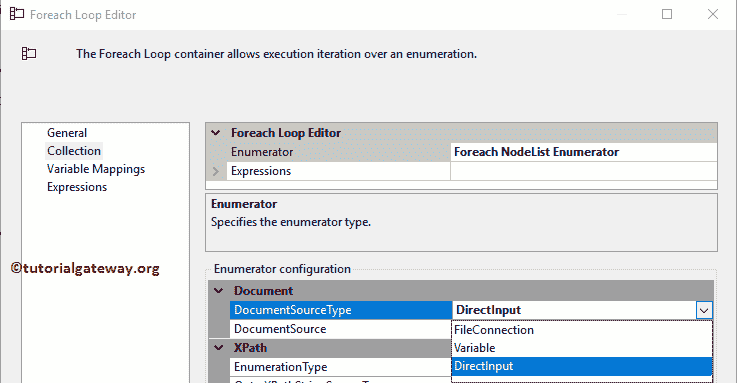 Foreach Loop Editor
The Foreach Loop container allows execution iteration over an enumeration.
General
Collection
Variable Mappings
Expressions
©tutorialgateway.org
Foreach Loop Editor
Enumerator Foreach NodeList Enumerator
Expressions
Enumerator
Specifies the enumerator type.
Enumerator configuration
Document
DocumentSourceType DirectInput
DocumentSource FileConnection
XPath Variable
EnumerationType DirectInput